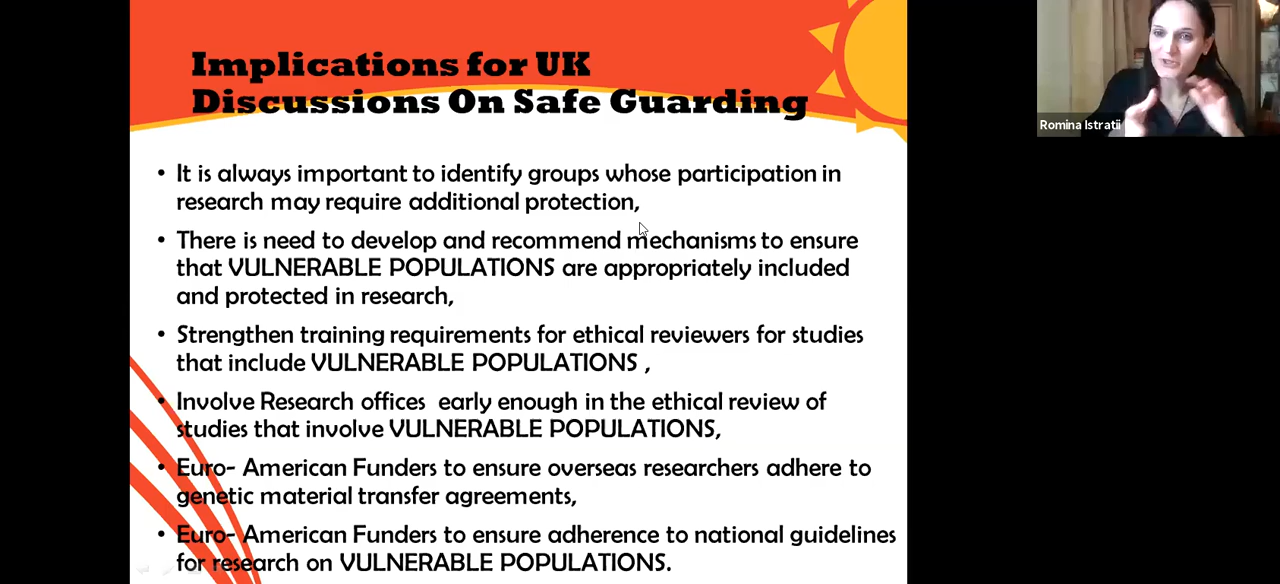 Implications for UK
Discussions On Safe Guarding
• It is always important to identify groups whose participation in
research may require additional protection,
• There is need to develop and recommend mechanisms to ensure
that VULNERABLE POPULATIONS are appropriately included
and protected in research,
• Strengthen training requirements for ethical reviewers for studies
that include VULNERABLE POPULATIONS ,
• Involve Research offices early enough in the ethical review of
studies that involve VULNERABLE POPULATIONS,
• Euro- American Funders to ensure overseas researchers adhere to
genetic material transfer agreements,
• Euro- American Funders to ensure adherence to national guidelines
for research on VULNERABLE POPULATIONS.
Romina Istratii